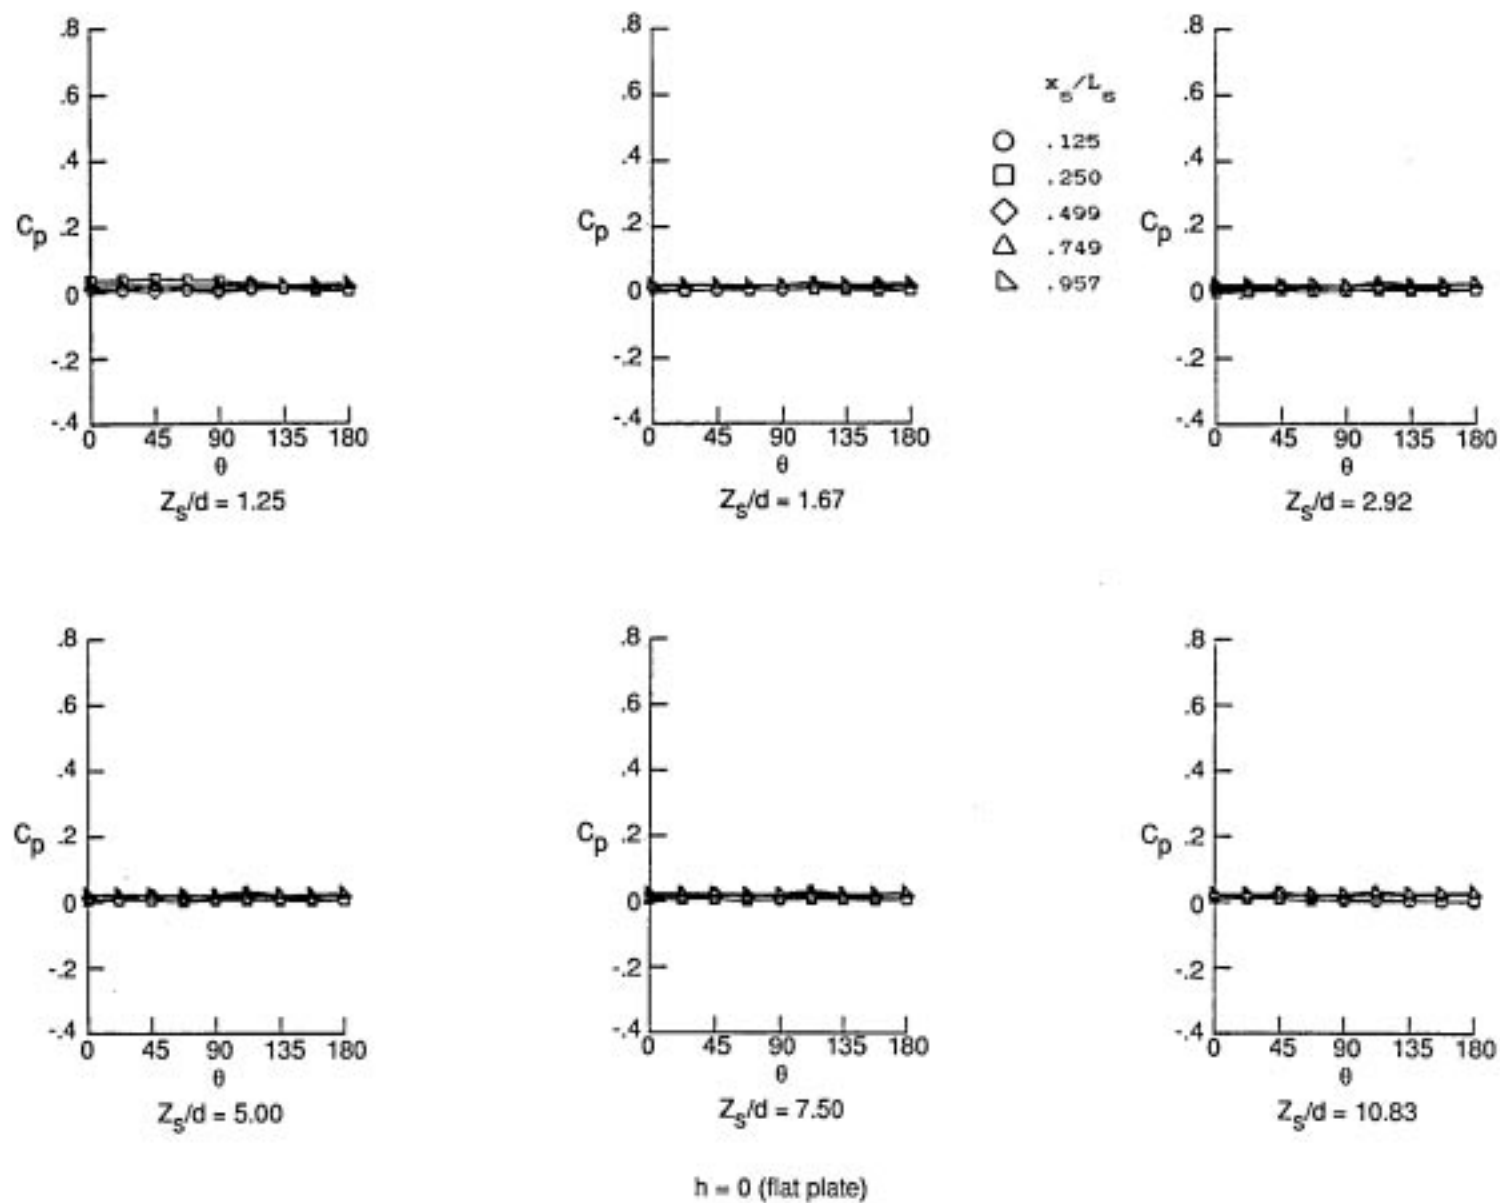 .8
.6
.4
Cp .2
0
-.2
-.4
0 45 90 135 180
θ
Zs/d = 1.25
.8
.6
.4
Cp .2
0
-.2
-.4
0 45 90 135 180
θ
Zs/d = 1.67
xs/Ls
.125
.250
.499
.749
.957
.8
.6
.4
Cp .2
0
-.2
-.4
0 45 90 135 180
θ
Zs/d = 2.92
.8
.6
.4
Cp .2
0
-.2
-.4
0 45 90 135 180
θ
Zs/d = 5.00
.8
.6
.4
Cp .2
0
-.2
-.4
0 45 90 135 180
θ
Zs/d = 7.50
.8
.6
.4
Cp .2
0
-.2
-.4
0 45 90 135 180
θ
Zs/d = 10.83
h = 0 (flat plate)